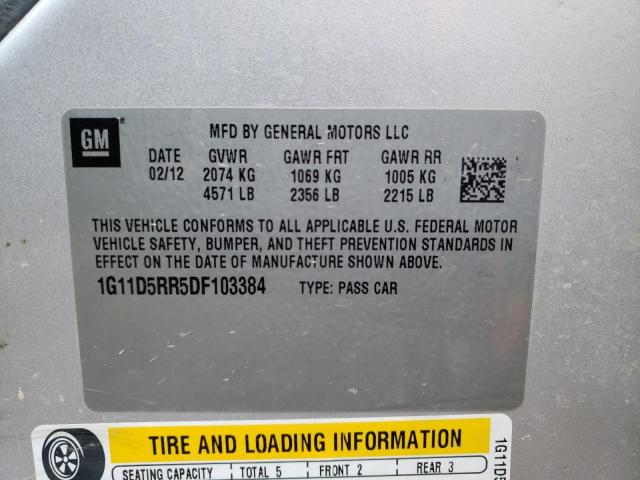 GM ®
MFD BY GENERAL MOTORS LLC
DATE GVWR GAWR FRT GAWR RR
02/12 2074 KG 1069 KG 1005 KG
4571 LB 2356 LB 2215 LB
THIS VEHICLE CONFORMS TO ALL APPLICABLE U.S. FEDERAL MOTOR
VEHICLE SAFETY, BUMPER, AND THEFT PREVENTION STANDARDS IN
EFFECT ON THE DATE OF MANUFACTURE SHOWN ABOVE.
1G11D5RR5DF103384 TYPE: PASS CAR
TIRE AND LOADING INFORMATION
SEATING CAPACITY TOTAL 5 FRONT 2 REAR 3
1G11D5